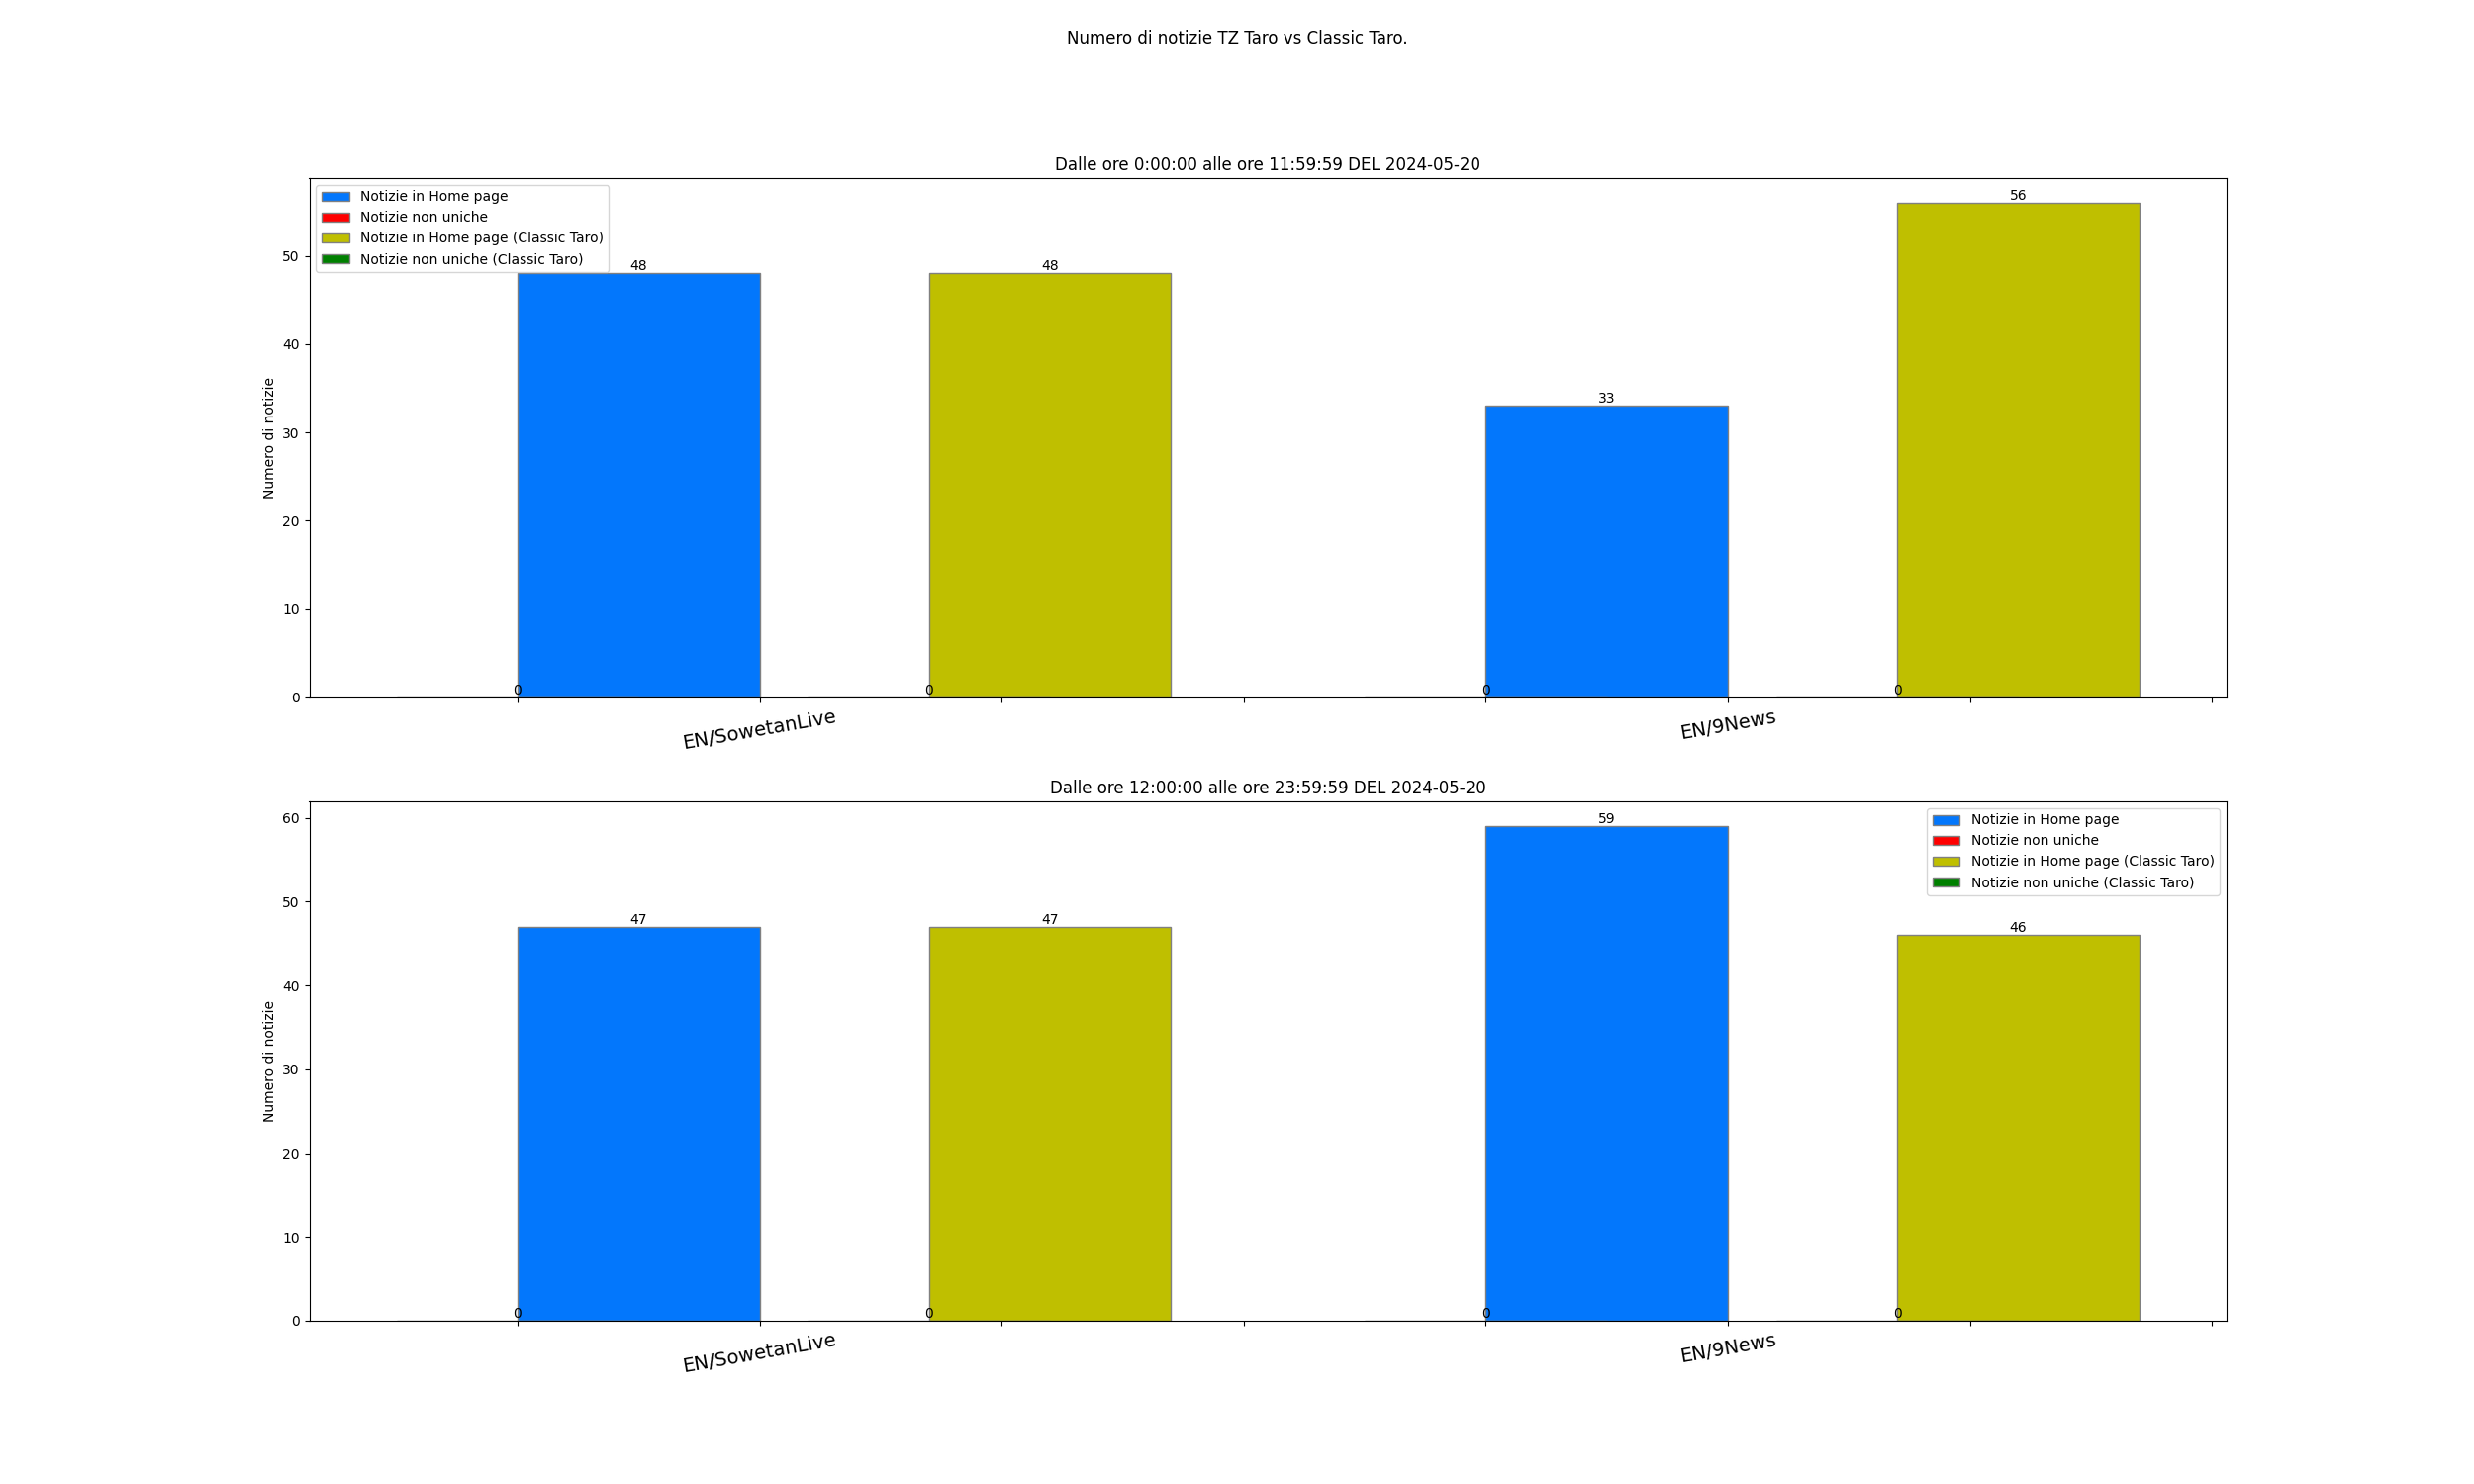 Numero di notizie TZ Taro vs Classic Taro.
Dalle ore 0:00:00 alle ore 11:59:59 DEL 2024-05-20
Notizie in Home page
Notizie non uniche
Notizie in Home page (Classic Taro)
Notizie non uniche (Classic Taro)
Numero di notizie
50
40
30
20
10
0
48
48
33
56
0
0
0
0
EN/SowetanLive
EN/9News
Dalle ore 12:00:00 alle ore 23:59:59 DEL 2024-05-20
Notizie in Home page
Notizie non uniche
Notizie in Home page (Classic Taro)
Notizie non uniche (Classic Taro)
Numero di notizie
60
50
40
30
20
10
0
47
47
59
46
0
0
0
0
EN/SowetanLive
EN/9News